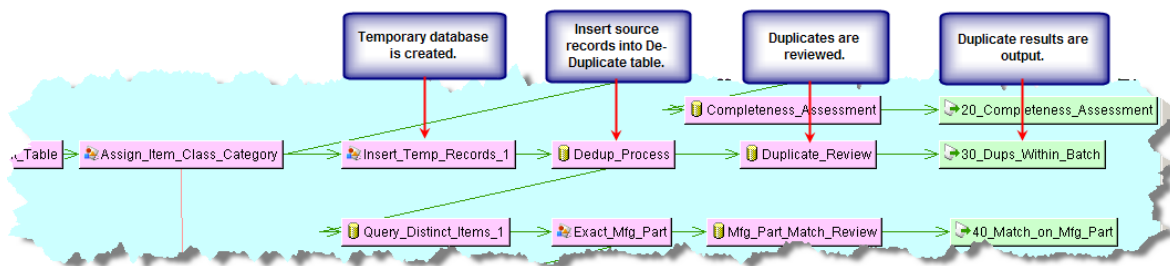 Temporary database
is created.
Insert source
records into De-
Duplicate table.
Duplicates are
reviewed.
Duplicate results are
output.
Completeness_Assessment
20_Completeness_Assessment
_Table
Assign_Item_Class_Category
Insert_Temp_Records_1
Dedup_Process
Duplicate_Review
30_Dups_Within_Batch
Query_Distinct_Items_1
Exact_Mfg_Part
Mfg_Part_Match_Review
40_Match_on_Mfg_Part